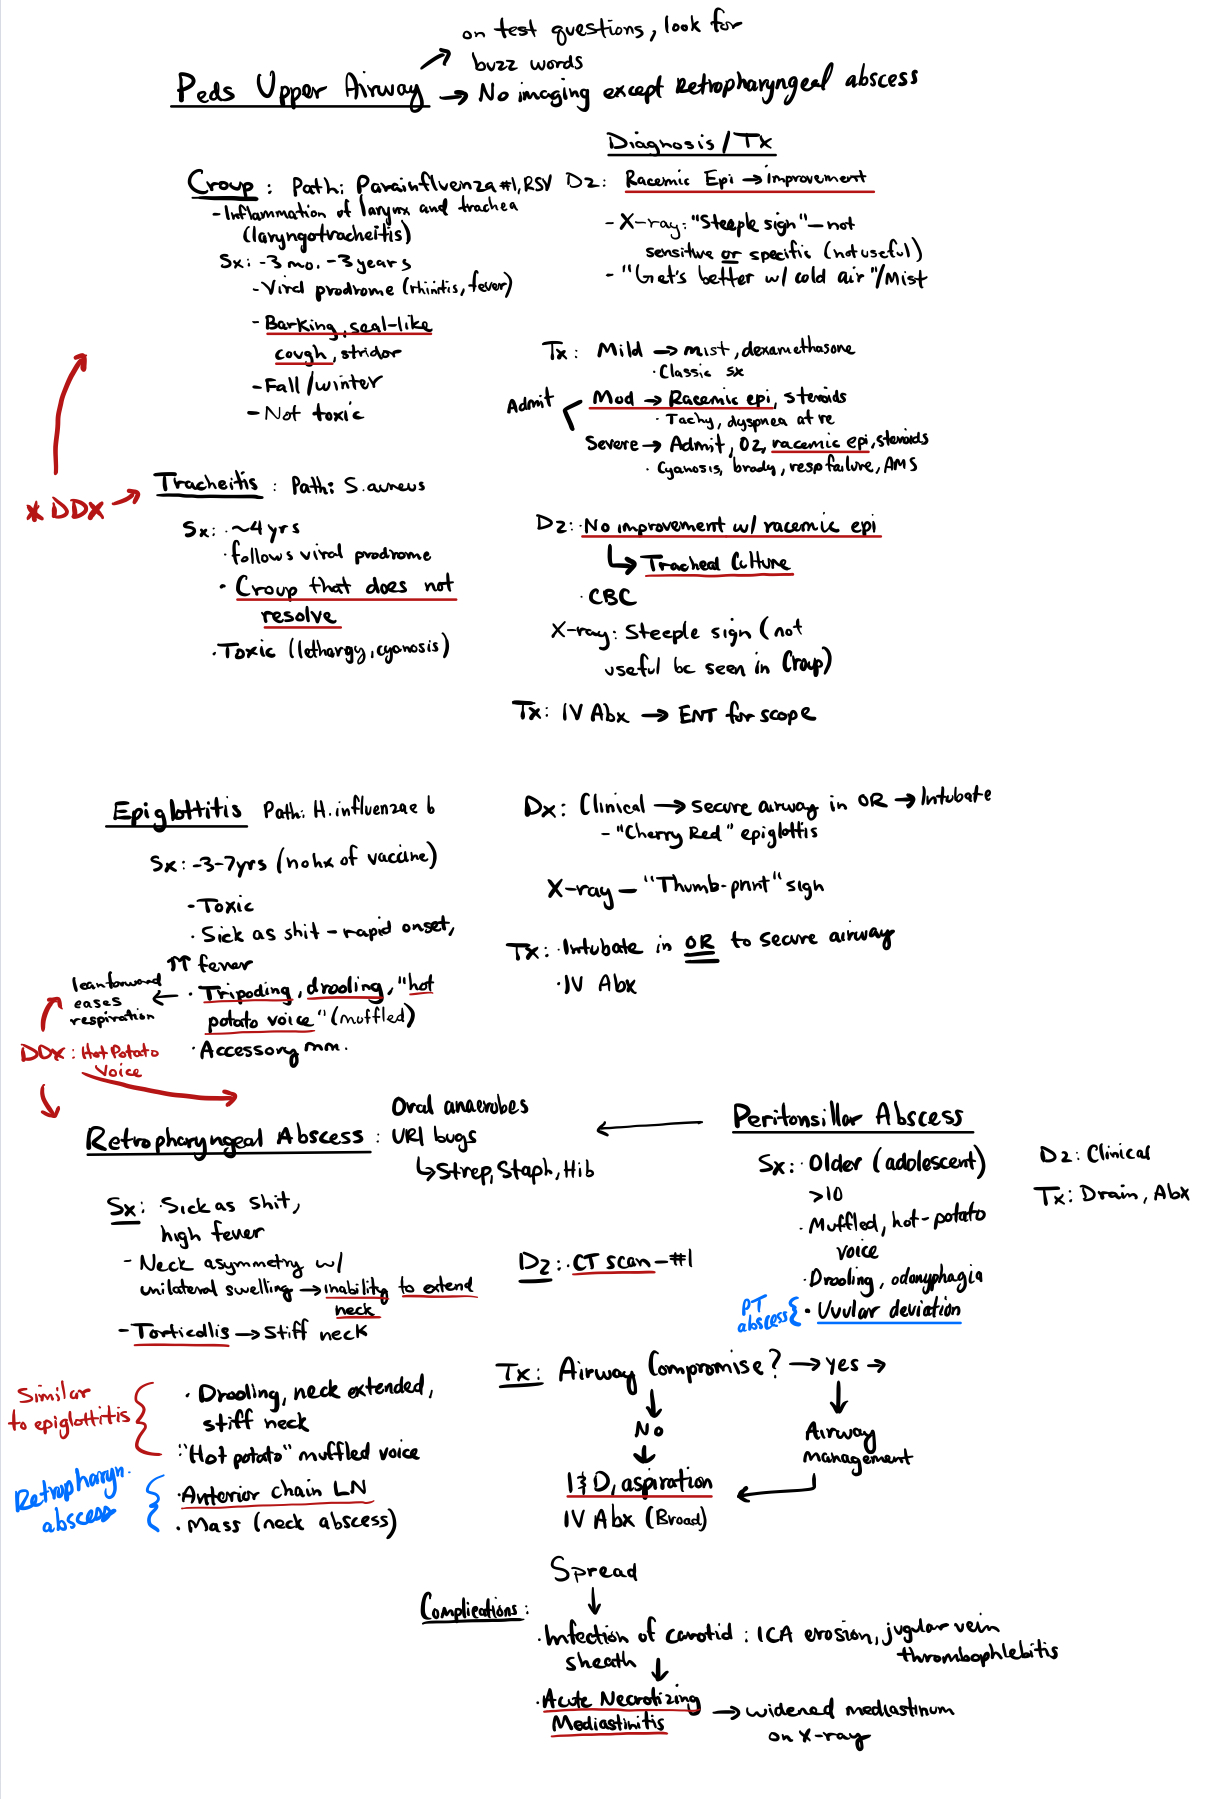 on test questions, look for
buzz words
Peds Upper Airway → No imaging except Retropharyngeal abscess
Diagnosis / Tx
Croup : Path: Parainfluenza #1, RSV
- Inflammation of larynx and trachea
(laryngotracheitis)
Sx: - 3 mo. - 3 years
- Viral prodrome (rhinitis, fever)
- Barking, seal-like
cough, stridor
- Fall / winter
- Not toxic
Dz: Racemic Epi → improvement
- X-ray: "Steeple sign" — not
sensitive or specific (not useful)
- "Get's better w/ cold air"/Mist
Tx: Mild → mist, dexamethasone
· Classic sx
Admit
Mod → Racemic epi, steroids
· Tachy, dyspnea at re
Severe → Admit, O2, racemic epi, steroids
· Cyanosis, brady, resp failure, AMS
* DDX →
Tracheitis : Path: S. aureus
Sx: · ~4 yrs
· follows viral prodrome
· Croup that does not
resolve
· Toxic (lethargy, cyanosis)
Dz: · No improvement w/ racemic epi
↳ Tracheal Culture
· CBC
X-ray: Steeple sign (not
useful bc seen in Croup)
Tx: IV Abx → ENT for scope
Epiglottitis Path: H. influenzae b
Sx: - 3-7yrs (no hx of vaccine)
- Toxic
· Sick as shit - rapid onset,
↑↑ fever
· Tripoding, drooling, "hot
potato voice" (muffled)
· Accessory mm.
lean forward ←
eases
respiration
DDx : Hot Potato
Voice
Dx: Clinical → secure airway in OR → Intubate
- "Cherry Red" epiglottis
X-ray — "Thumb-print" sign
Tx: · Intubate in OR to secure airway
· IV Abx
Retropharyngeal Abscess :
Oral anaerobes
URI bugs
↳ Strep, Staph, Hib
Sx: · Sick as shit,
high fever
- Neck asymmetry w/
unilateral swelling → inability to extend
neck
- Torticollis → stiff neck
Similar
to epiglottitis
· Drooling, neck extended,
stiff neck
· "Hot potato" muffled voice
Retropharyn.
abscess
· Anterior chain LN
· Mass (neck abscess)
Dz: · CT scan - #1
Peritonsillar Abscess
Sx: · Older (adolescent)
>10
· Muffled, hot-potato
voice
· Drooling, odonyphagia
PT
abscess
· Uvular deviation
Dz: Clinical
Tx: Drain, Abx
Tx: Airway Compromise? → yes →
No
Airway
management
I & D, aspiration
IV Abx (Broad)
Complications:
Spread
· Infection of carotid : ICA erosion, jugular vein
sheath
thrombophlebitis
· Acute Necrotizing → widened mediastinum
Mediastinitis
on X-ray